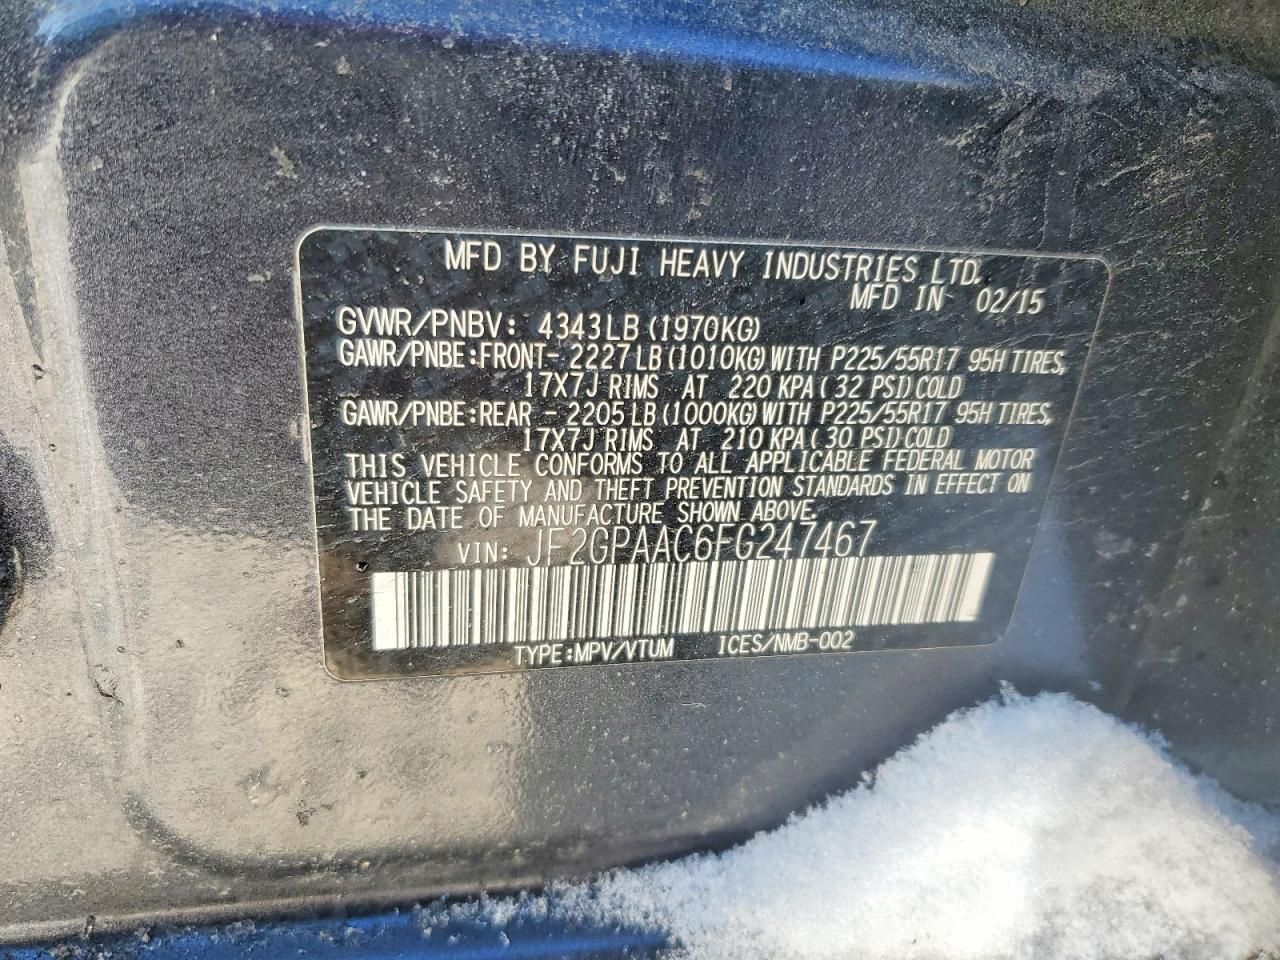 MFD BY FUJI HEAVY INDUSTRIES LTD.
MFD IN 02/15
GVWR/PNBV: 4343LB (1970KG)
GAWR/PNBE:FRONT- 2227LB (1010KG) WITH P225/55R17 95H TIRES,
17X7J RIMS AT 220 KPA (32 PSI) COLD
GAWR/PNBE:REAR - 2205LB (1000KG) WITH P225/55R17 95H TIRES,
17X7J RIMS AT 210 KPA (30 PSI) COLD
THIS VEHICLE CONFORMS TO ALL APPLICABLE FEDERAL MOTOR
VEHICLE SAFETY AND THEFT PREVENTION STANDARDS IN EFFECT ON
THE DATE OF MANUFACTURE SHOWN ABOVE.
VIN: JF2GPAAC6FG247467
TYPE:MPV/VTUM ICES/NMB-002